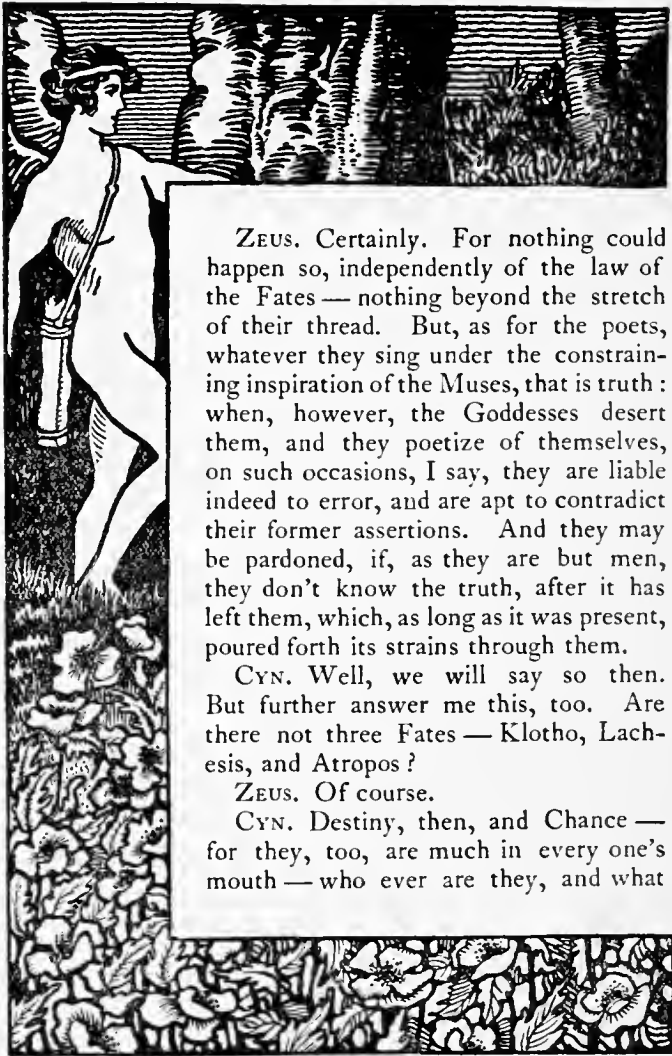 ZEUS. Certainly. For nothing could
happen so, independently of the law of
the Fates — nothing beyond the stretch
of their thread. But, as for the poets,
whatever they sing under the constrain-
ing inspiration of the Muses, that is truth :
when, however, the Goddesses desert
them, and they poetize of themselves,
on such occasions, I say, they are liable
indeed to error, and are apt to contradict
their former assertions. And they may
be pardoned, if, as they are but men,
they don't know the truth, after it has
left them, which, as long as it was present,
poured forth its strains through them.
CYN. Well, we will say so then.
But further answer me this, too. Are
there not three Fates — Klotho, Lach-
esis, and Atropos ?
ZEUS. Of course.
CYN. Destiny, then, and Chance —
for they, too, are much in every one's
mouth — who ever are they, and what